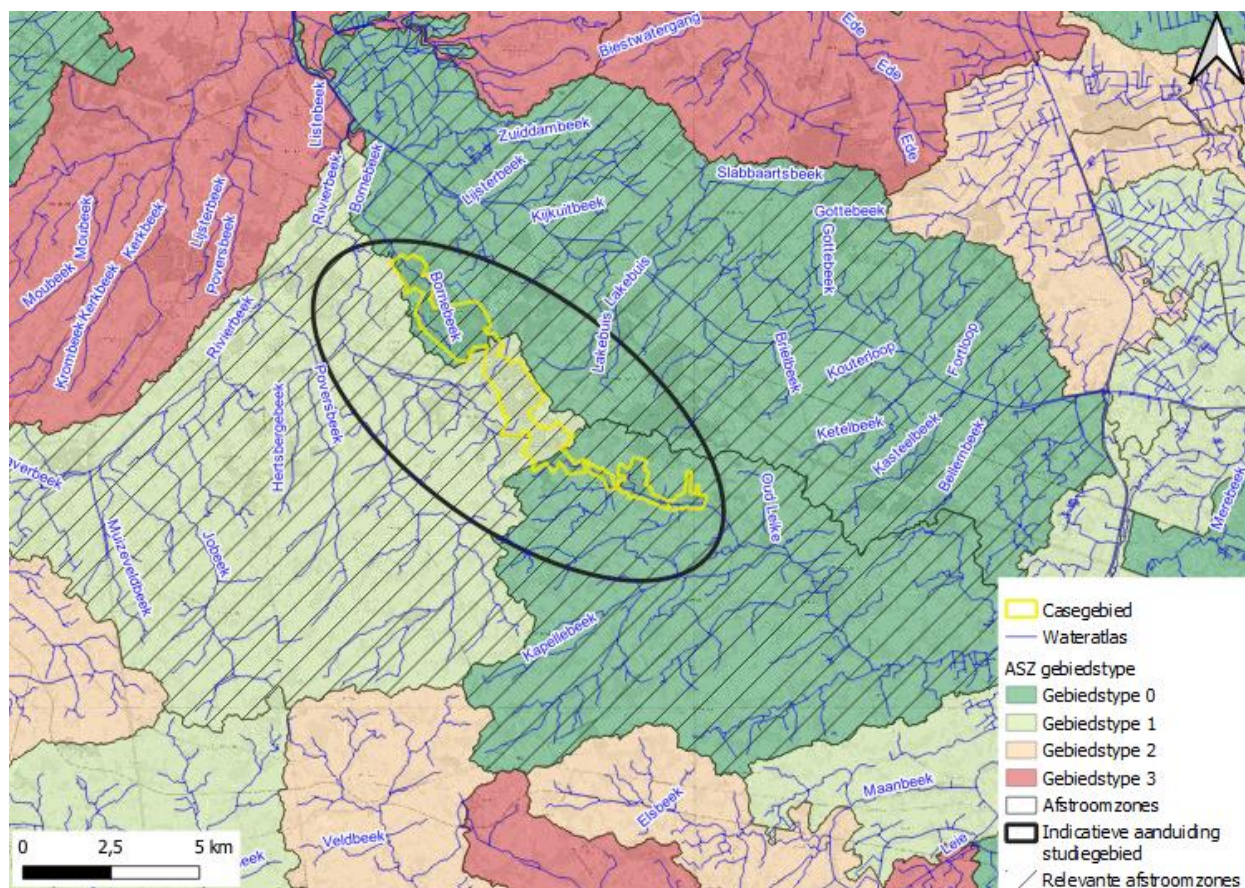 Biestwatergang
Ede
Ede
Ede
Listebeek
Zuiddambeek
Rivierbeek
Bornebeek
Lijsterbeek
Slabbaartsbeek
Kijkuitbeek
Gottebeek
Gottebeek
Moubeek
Moubeek
Kerkbeek
Kerkbeek
Krombeek
Lijsterbeek
Poversbeek
Rivierbeek
Bornebeek
Lakebuis
Lakebuis
Brielbeek
Kouterloop
Fortloop
Poversbeek
Hertsbergebeek
Ketelbeek
Kasteelbeek
Bellembeek
Oud Leike
Merebeek
averbeek
Muizeveldbeek
Jobeek
Kapellebeek
Maanbeek
Elsbeek
Veldbeek
Leie
beek
Casegebied
Wateratlas
ASZ gebiedstype
Gebiedstype 0
Gebiedstype 1
Gebiedstype 2
Gebiedstype 3
Afstroomzones
Indicatieve aanduiding
studiegebied
Relevante afstroomzones
0 2,5 5 km